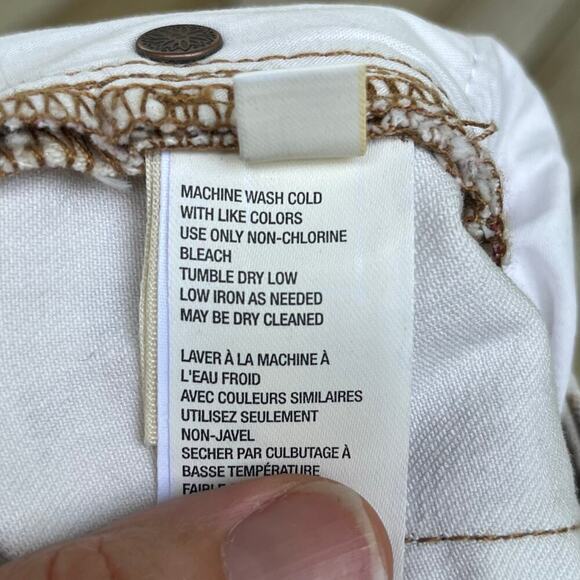 MACHINE WASH COLD
WITH LIKE COLORS
USE ONLY NON-CHLORINE
BLEACH
TUMBLE DRY LOW
LOW IRON AS NEEDED
MAY BE DRY CLEANED
LAVER À LA MACHINE À
L'EAU FROID
AVEC COULEURS SIMILAIRES
UTILISEZ SEULEMENT
NON-JAVEL
SECHER PAR CULBUTAGE À
BASSE TEMPÉRATURE